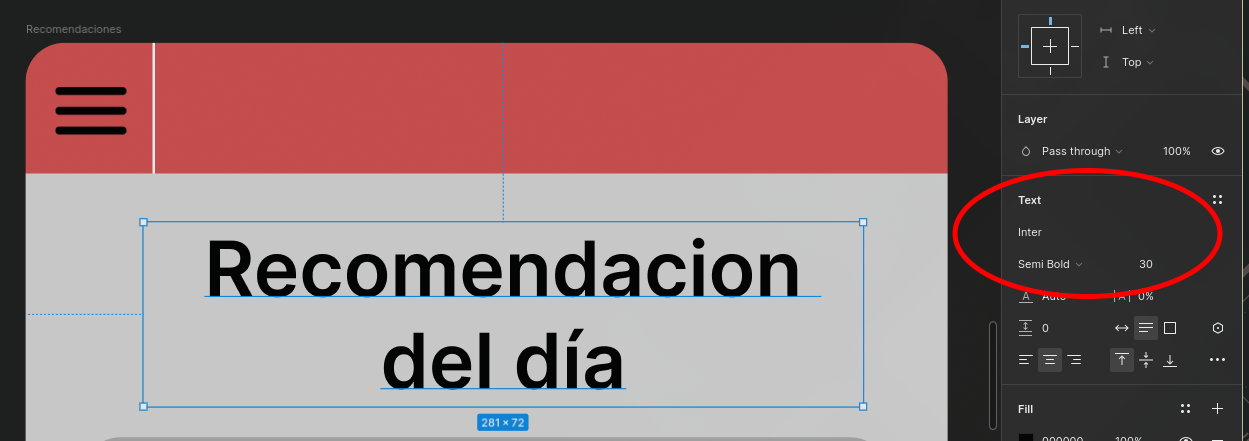 Recomendaciones
Left
Top
Layer
Pass through 100%
Text
Inter
Semi Bold 30
A Auto |A| 0%
0
Recomendacion
del día
281 × 72
Fill
000000 100%